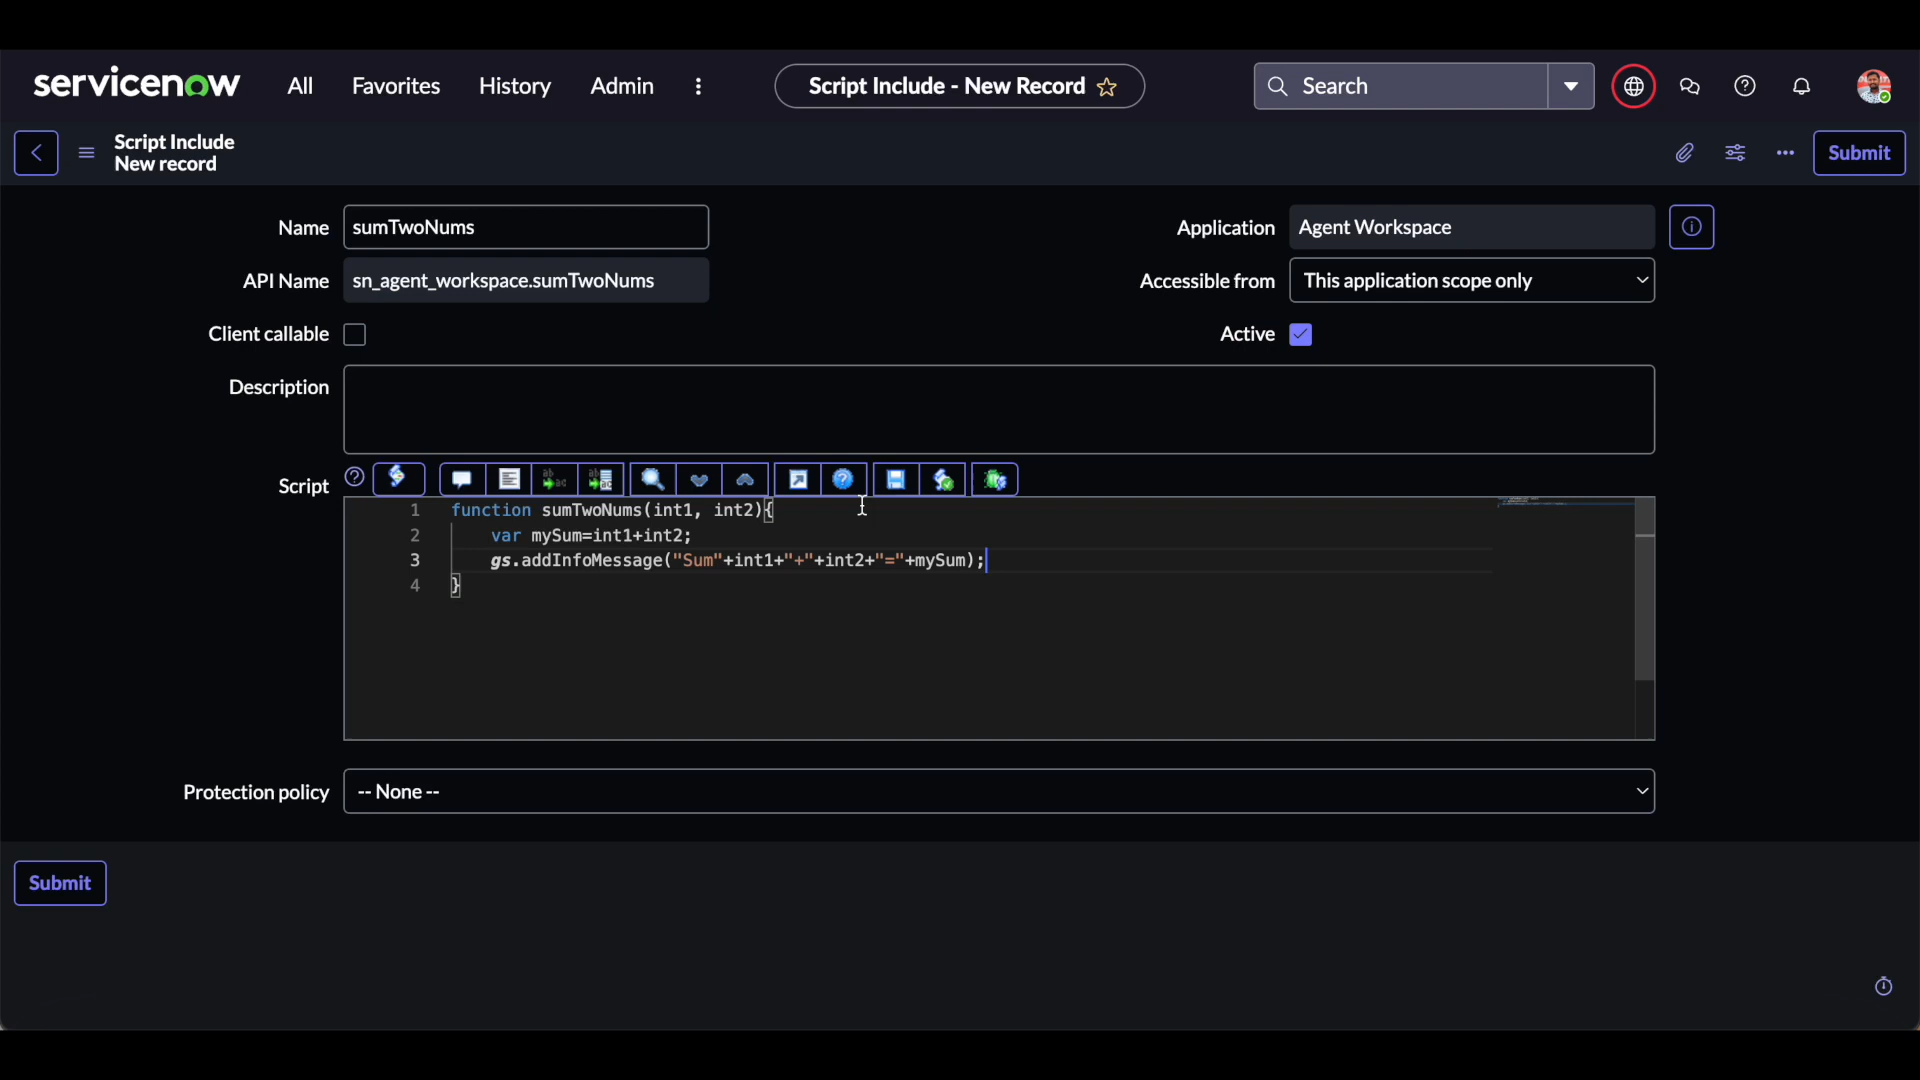 servicenow All Favorites History Admin Script Include - New Record Search
Script Include
New record
Submit
Name sumTwoNums Application Agent Workspace
API Name sn_agent_workspace.sumTwoNums Accessible from This application scope only
Client callable Active
Description
Script
1 function sumTwoNums(int1, int2){
2 var mySum=int1+int2;
3 gs.addInfoMessage("Sum"+int1+"+"+int2+"="+mySum);
4 }
Protection policy -- None --
Submit